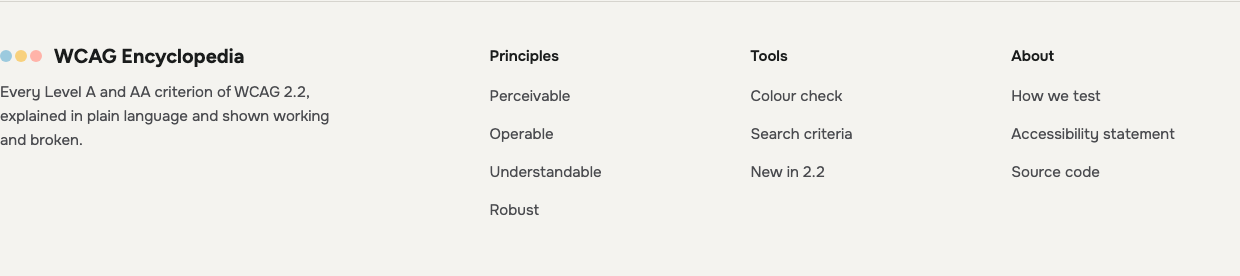 WCAG Encyclopedia
Every Level A and AA criterion of WCAG 2.2,
explained in plain language and shown working
and broken.
Principles
Perceivable
Operable
Understandable
Robust
Tools
Colour check
Search criteria
New in 2.2
About
How we test
Accessibility statement
Source code